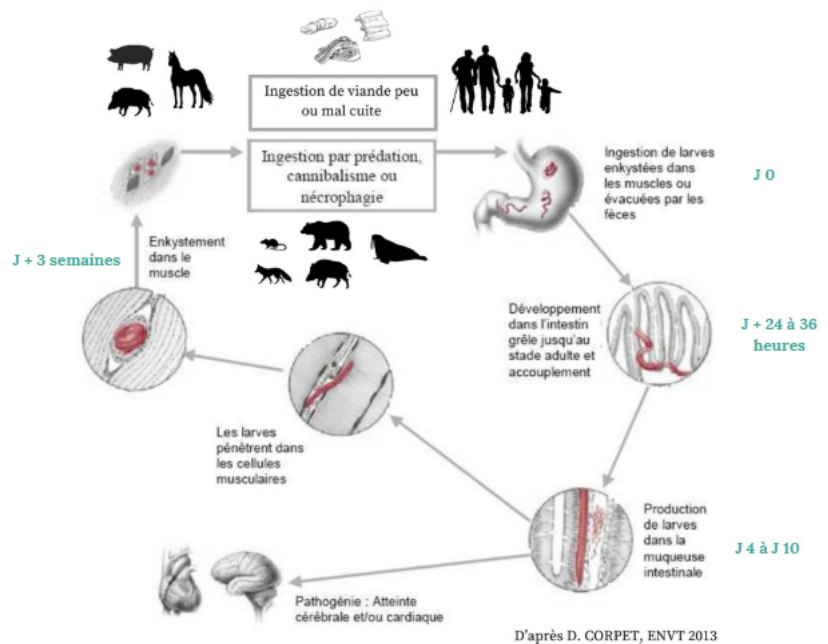 Ingestion de viande peu
ou mal cuite
Ingestion par prédation,
cannibalisme ou
nécrophagie
Ingestion de larves
enkystées dans
les muscles ou
évacuées par les
fèces
J 0
Développement
dans l'intestin
grêle jusqu'au
stade adulte et
accouplement
J + 24 à 36
heures
Production
de larves
dans la
muqueuse
intestinale
J 4 à J 10
Les larves
pénètrent dans
les cellules
musculaires
Enkystement
dans le
muscle
J + 3 semaines
Pathogénie : Atteinte
cérébrale et/ou cardiaque
D'après D. CORPET, ENVT 2013